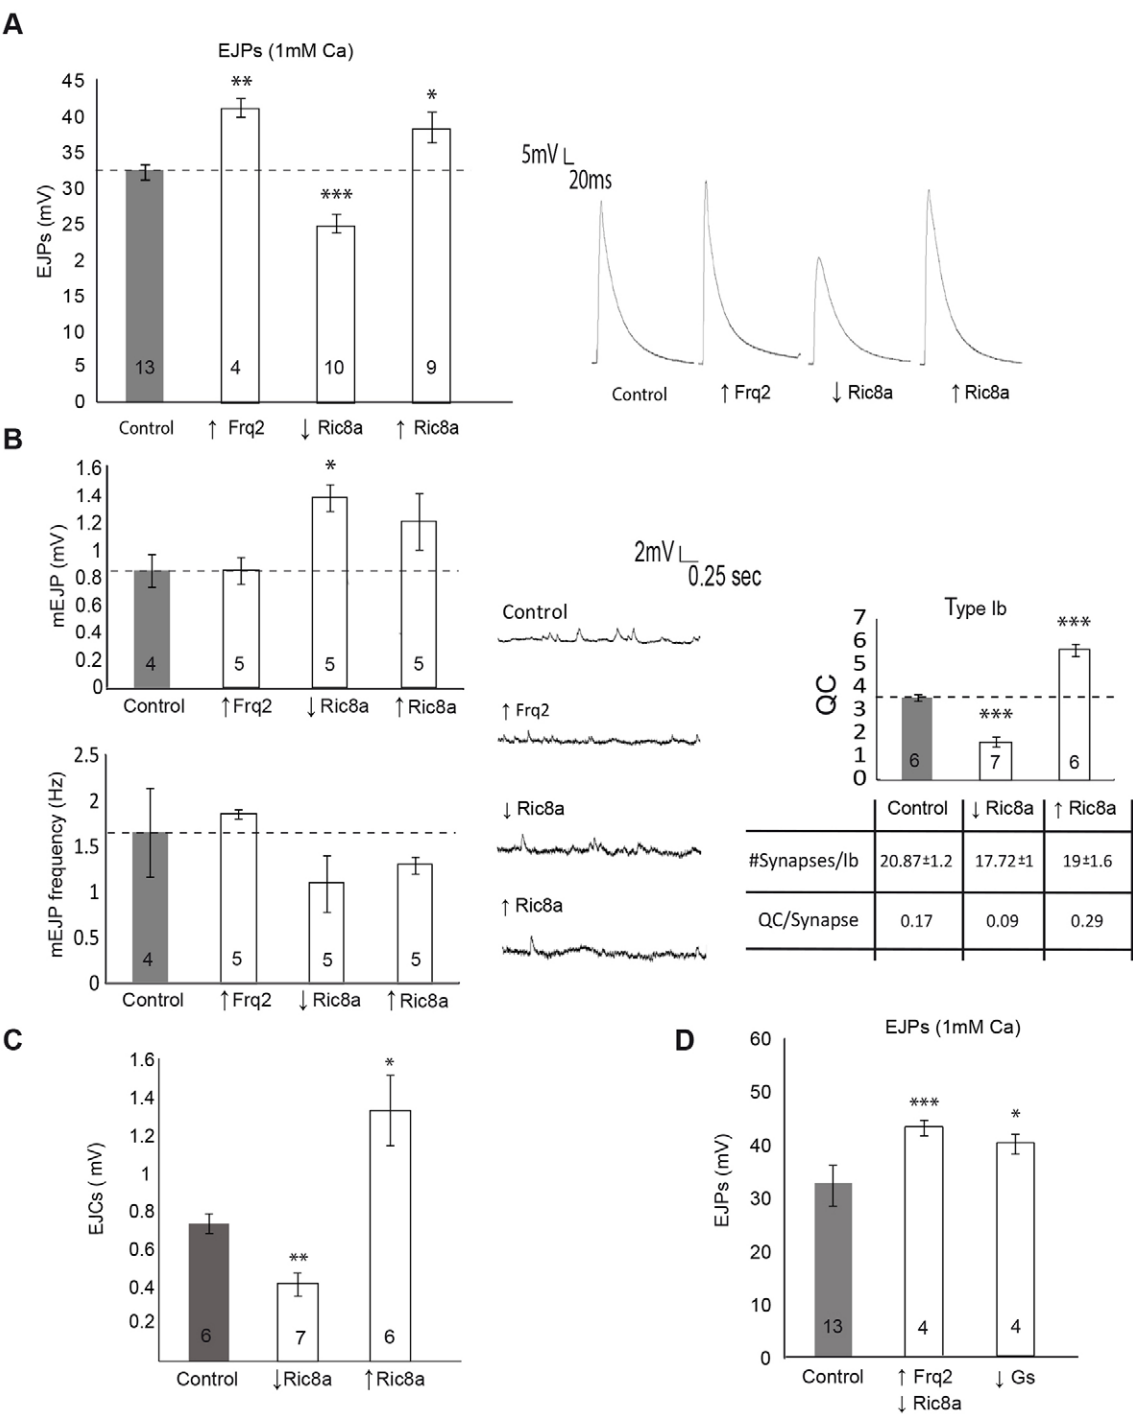 A
EJPs (1mM Ca)
EJPs (mV)
45
40
35
30
25
2
15
10
5
0
**
***
*
13
4
10
9
Control
↑ Frq2
↓ Ric8a
↑ Ric8a
5mV
20ms
Control
↑ Frq2
↓ Ric8a
↑ Ric8a
B
mEJP (mV)
1.6
1.4
1.2
1
0.8
0.6
0.4
0.2
0
*
4
5
5
5
Control
↑Frq2
↓Ric8a
↑Ric8a
mEJP frequency (Hz)
2.5
2
1.5
1
0.5
0
4
5
5
5
Control
↑Frq2
↓Ric8a
↑Ric8a
2mV
0.25 sec
Control
↑ Frq2
↓ Ric8a
↑ Ric8a
Type Ib
QC
7
6
5
4
3
2
1
0
***
***
6
7
6
Control ↓ Ric8a ↑ Ric8a
#Synapses/Ib 20.87±1.2 17.72±1 19±1.6
QC/Synapse 0.17 0.09 0.29
C
EJCs ( mV)
1.6
1.4
1.2
1
0.8
0.6
0.4
0.2
**
*
6
7
6
Control
↓Ric8a
↑Ric8a
D
EJPs (1mM Ca)
EJPs (mV)
60
50
40
30
20
10
0
***
*
13
4
4
Control
↑ Frq2
↓ Ric8a
↓ Gs